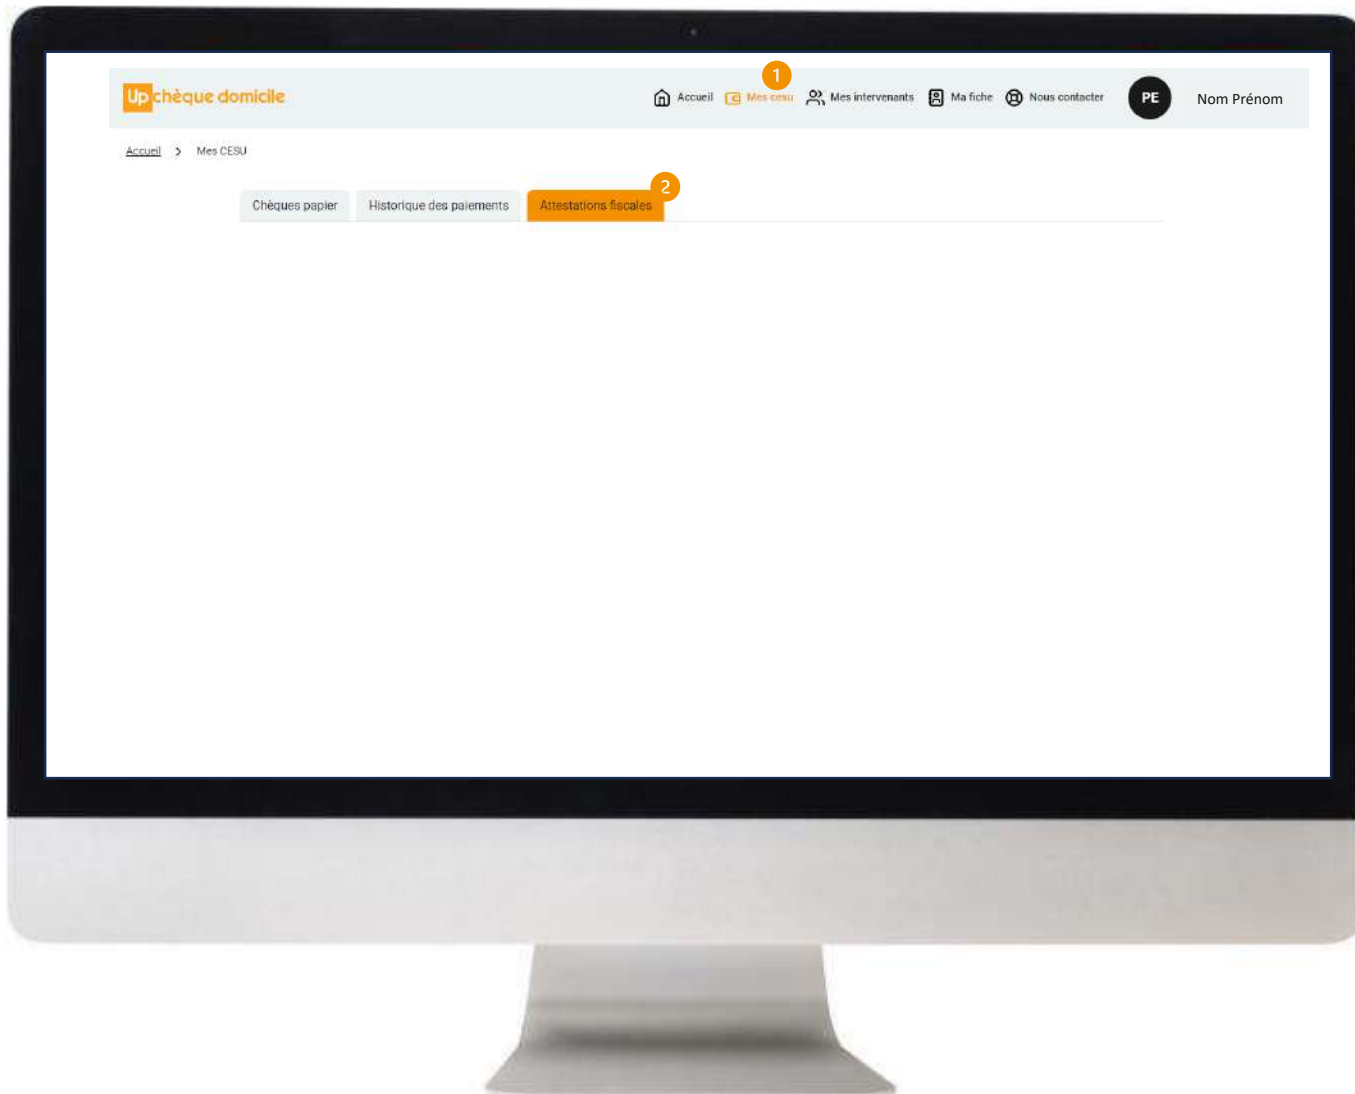 1
Up chèque domicile Accueil Mes cesu Mes intervenants Ma fiche Nous contacter PE Nom Prénom
Accueil > Mes CESU
2
Chèques papier Historique des paiements Attestations fiscales